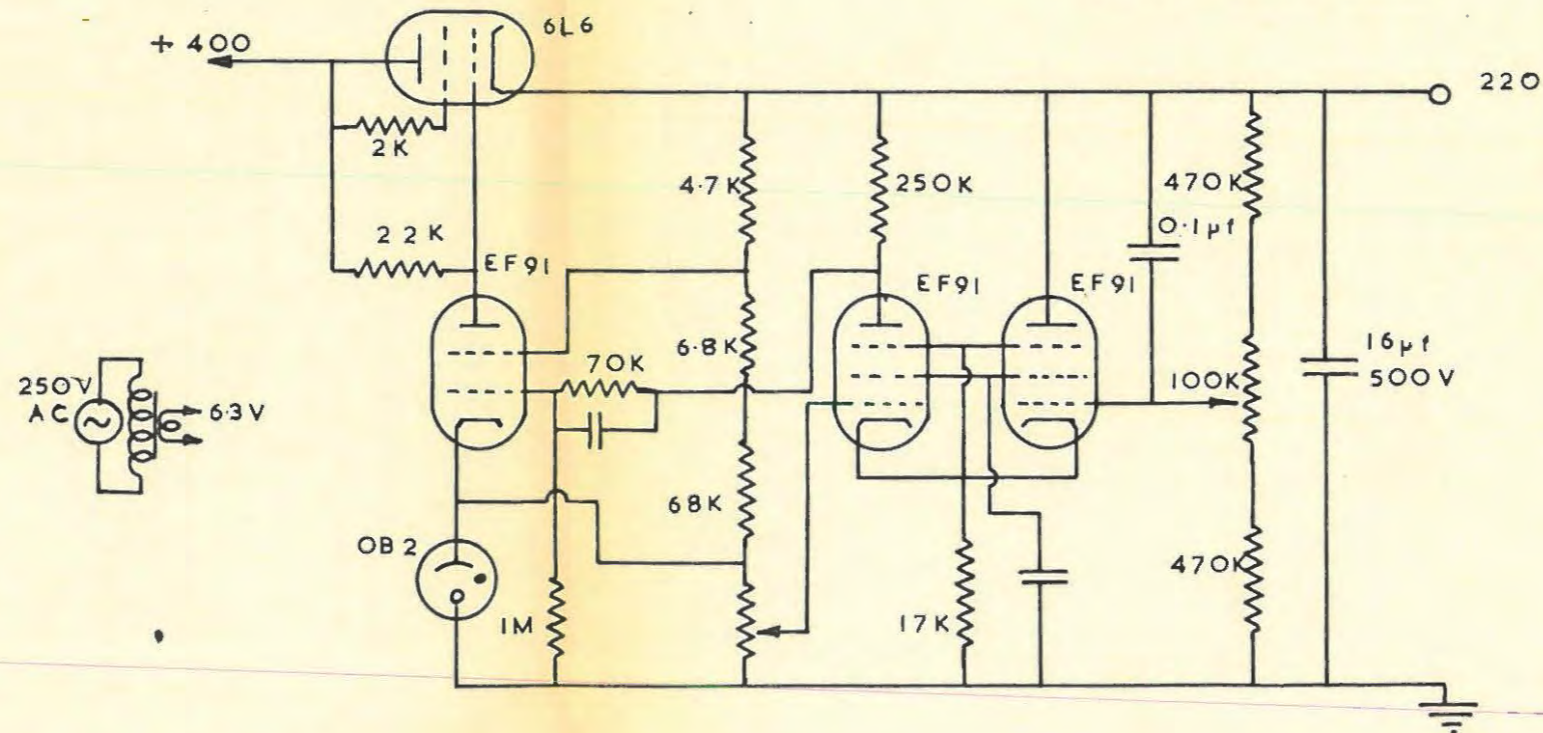 6L6
+ 400
220
2K
4.7K
250K
470K
22K
0.1µf
EF91
EF91
EF91
6.8K
70K
16µf
500V
250V
AC
6.3V
100K
68K
OB2
470K
1M
17K